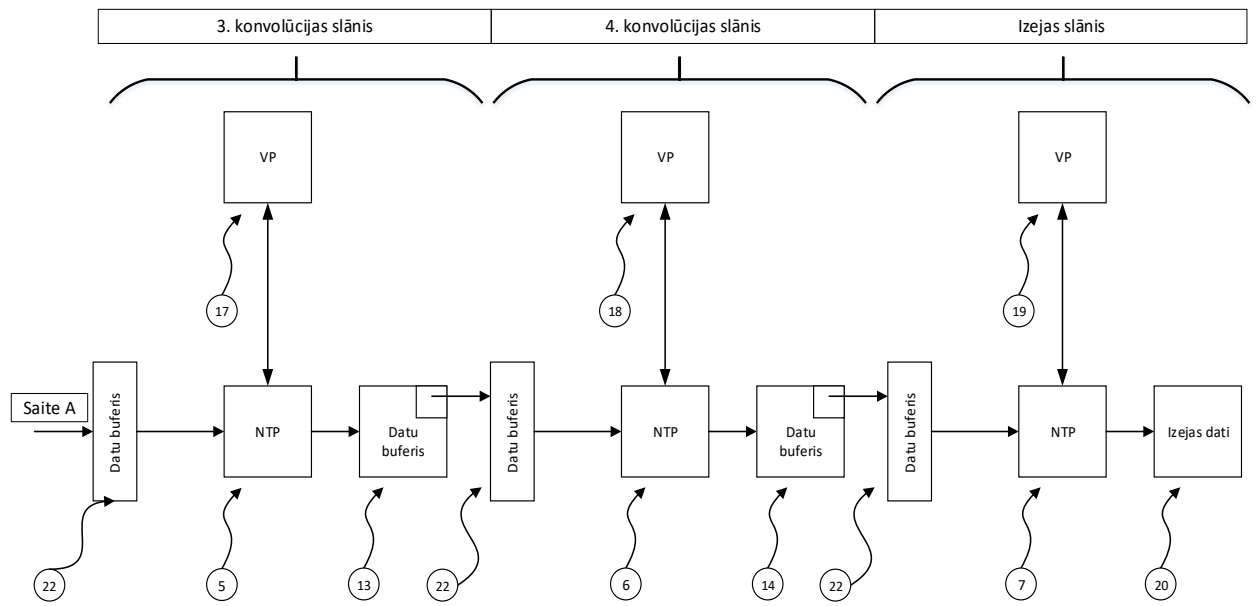 3. konvolūcijas slānis
4. konvolūcijas slānis
Izejas slānis
VP
VP
VP
17
18
19
Saite A
Datu buferis
NTP
Datu
buferis
Datu buferis
NTP
Datu
buferis
Datu buferis
NTP
Izejas dati
22
5
13
22
6
14
22
7
20